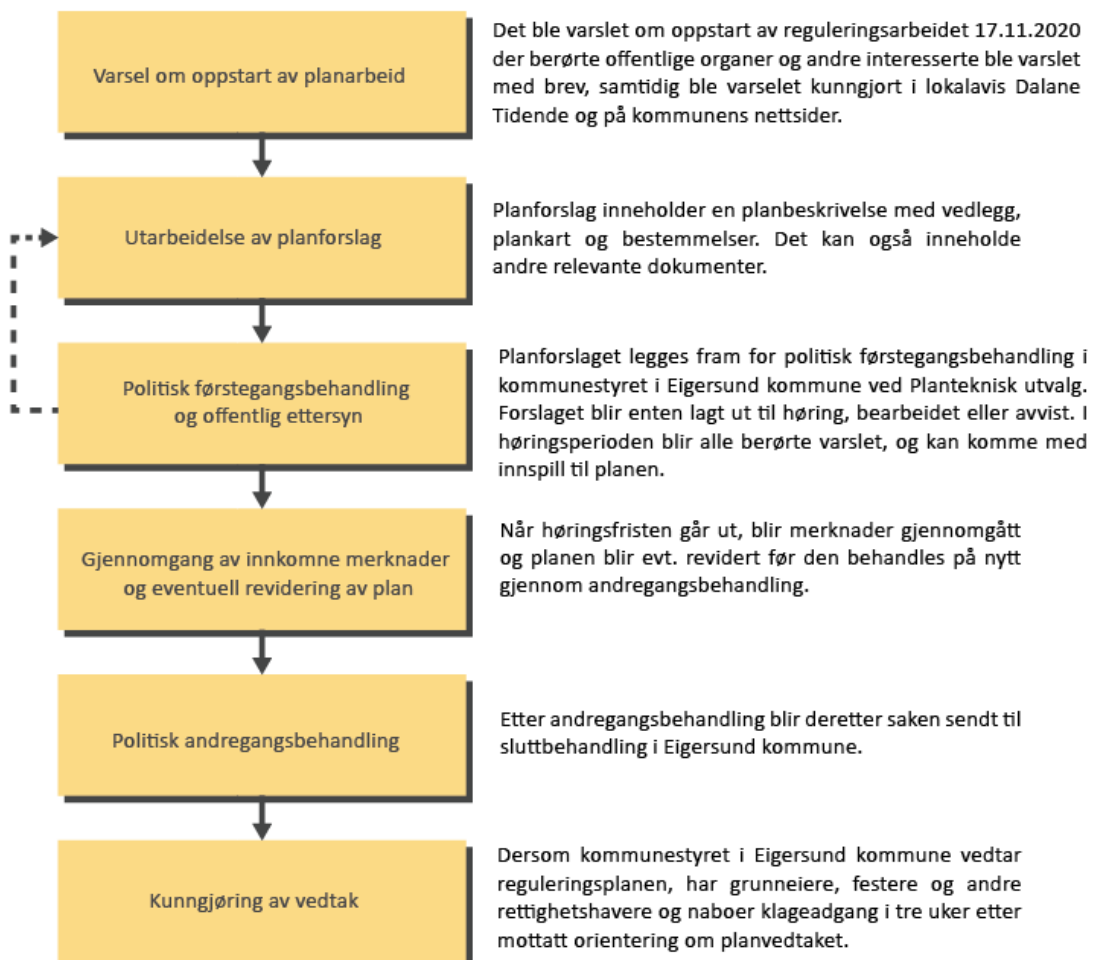 Varsel om oppstart av planarbeid
Det ble varslet om oppstart av reguleringsarbeidet 17.11.2020
der berørte offentlige organer og andre interesserte ble varslet
med brev, samtidig ble varselet kunngjort i lokalavis Dalane
Tidende og på kommunens nettsider.
Utarbeidelse av planforslag
Planforslag inneholder en planbeskrivelse med vedlegg,
plankart og bestemmelser. Det kan også inneholde
andre relevante dokumenter.
Politisk førstegangsbehandling
og offentlig ettersyn
Planforslaget legges fram for politisk førstegangsbehandling i
kommunestyret i Eigersund kommune ved Planteknisk utvalg.
Forslaget blir enten lagt ut til høring, bearbeidet eller avvist. I
høringsperioden blir alle berørte varslet, og kan komme med
innspill til planen.
Gjennomgang av innkomne merknader
og eventuell revidering av plan
Når høringsfristen går ut, blir merknader gjennomgått
og planen blir evt. revidert før den behandles på nytt
gjennom andregangsbehandling.
Politisk andregangsbehandling
Etter andregangsbehandling blir deretter saken sendt til
sluttbehandling i Eigersund kommune.
Kunngjøring av vedtak
Dersom kommunestyret i Eigersund kommune vedtar
reguleringsplanen, har grunneiere, festere og andre
rettighetshavere og naboer klageadgang i tre uker etter
mottatt orientering om planvedtaket.